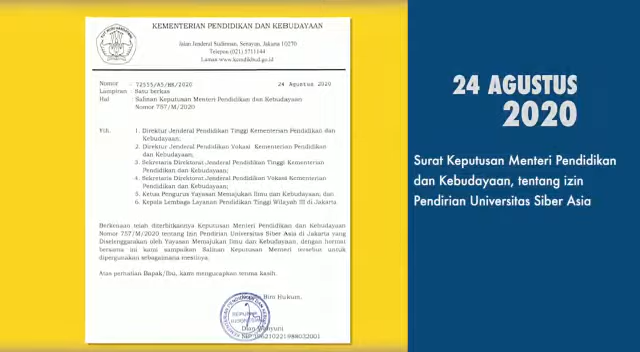 KEMENTERIAN PENDIDIKAN DAN KEBUDAYAAN
Jalan Jenderal Sudirman, Senayan, Jakarta 10270
Telepon (021) 5711144
Laman www.kemdikbud.go.id
Nomor : 72555/A5/HK/2020 24 Agustus 2020
Lampiran : Satu berkas
Hal : Salinan Keputusan Menteri Pendidikan dan Kebudayaan
Nomor 757/M/2020
Yth. 1. Direktur Jenderal Pendidikan Tinggi Kementerian Pendidikan dan
Kebudayaan;
2. Direktur Jenderal Pendidikan Vokasi Kementerian Pendidikan
dan Kebudayaan;
3. Sekretaris Direktorat Jenderal Pendidikan Tinggi Kementerian
Pendidikan dan Kebudayaan;
4. Sekretaris Direktorat Jenderal Pendidikan Vokasi Kementerian
Pendidikan dan Kebudayaan;
5. Ketua Pengurus Yayasan Memajukan Ilmu dan Kebudayaan; dan
6. Kepala Lembaga Layanan Pendidikan Tinggi Wilayah III di Jakarta
Berkenaan telah diterbitkannya Keputusan Menteri Pendidikan dan Kebudayaan
Nomor 757/M/2020 tentang Izin Pendirian Universitas Siber Asia di Jakarta yang
Diselenggarakan oleh Yayasan Memajukan Ilmu dan Kebudayaan, dengan hormat
bersama ini kami sampaikan Salinan Keputusan Menteri tersebut untuk
dipergunakan sebagaimana mestinya.
Atas perhatian Bapak/Ibu, kami mengucapkan terima kasih.
Biro Hukum,
Dian Wahyuni
24 AGUSTUS
2020
Surat Keputusan Menteri Pendidikan
dan Kebudayaan, tentang izin
Pendirian Universitas Siber Asia